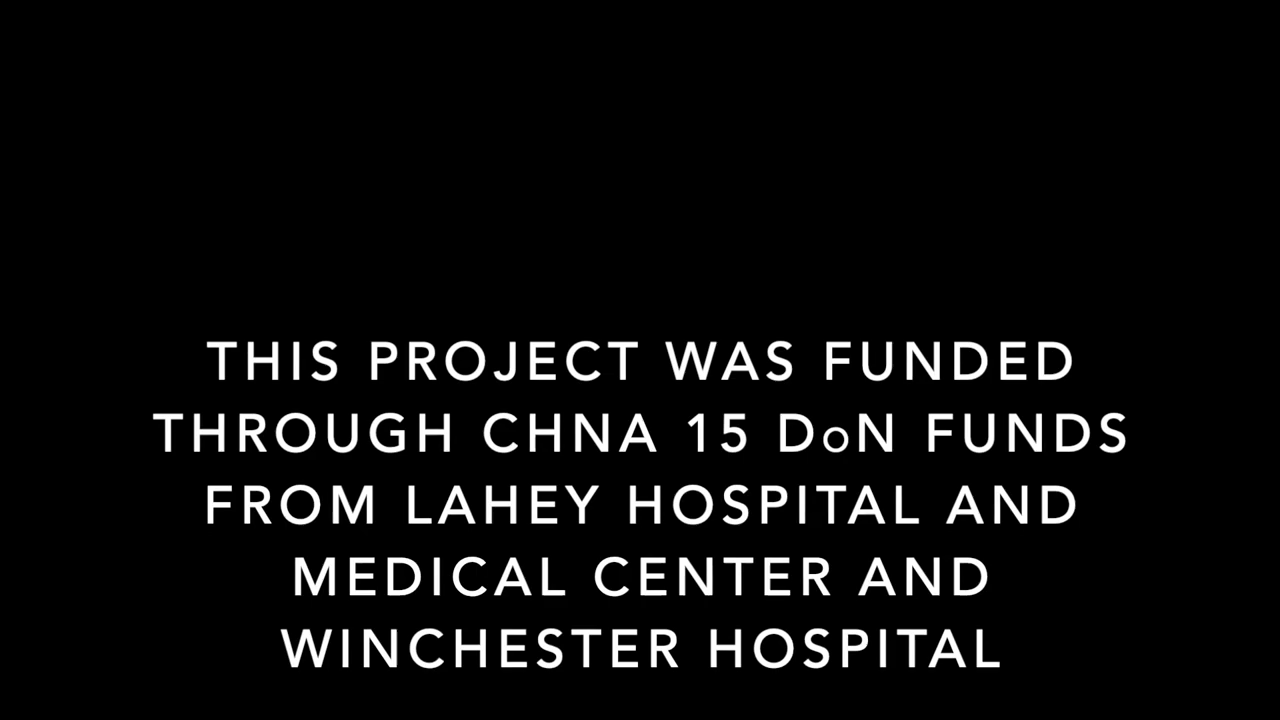 THIS PROJECT WAS FUNDED
THROUGH CHNA 15 DoN FUNDS
FROM LAHEY HOSPITAL AND
MEDICAL CENTER AND
WINCHESTER HOSPITAL